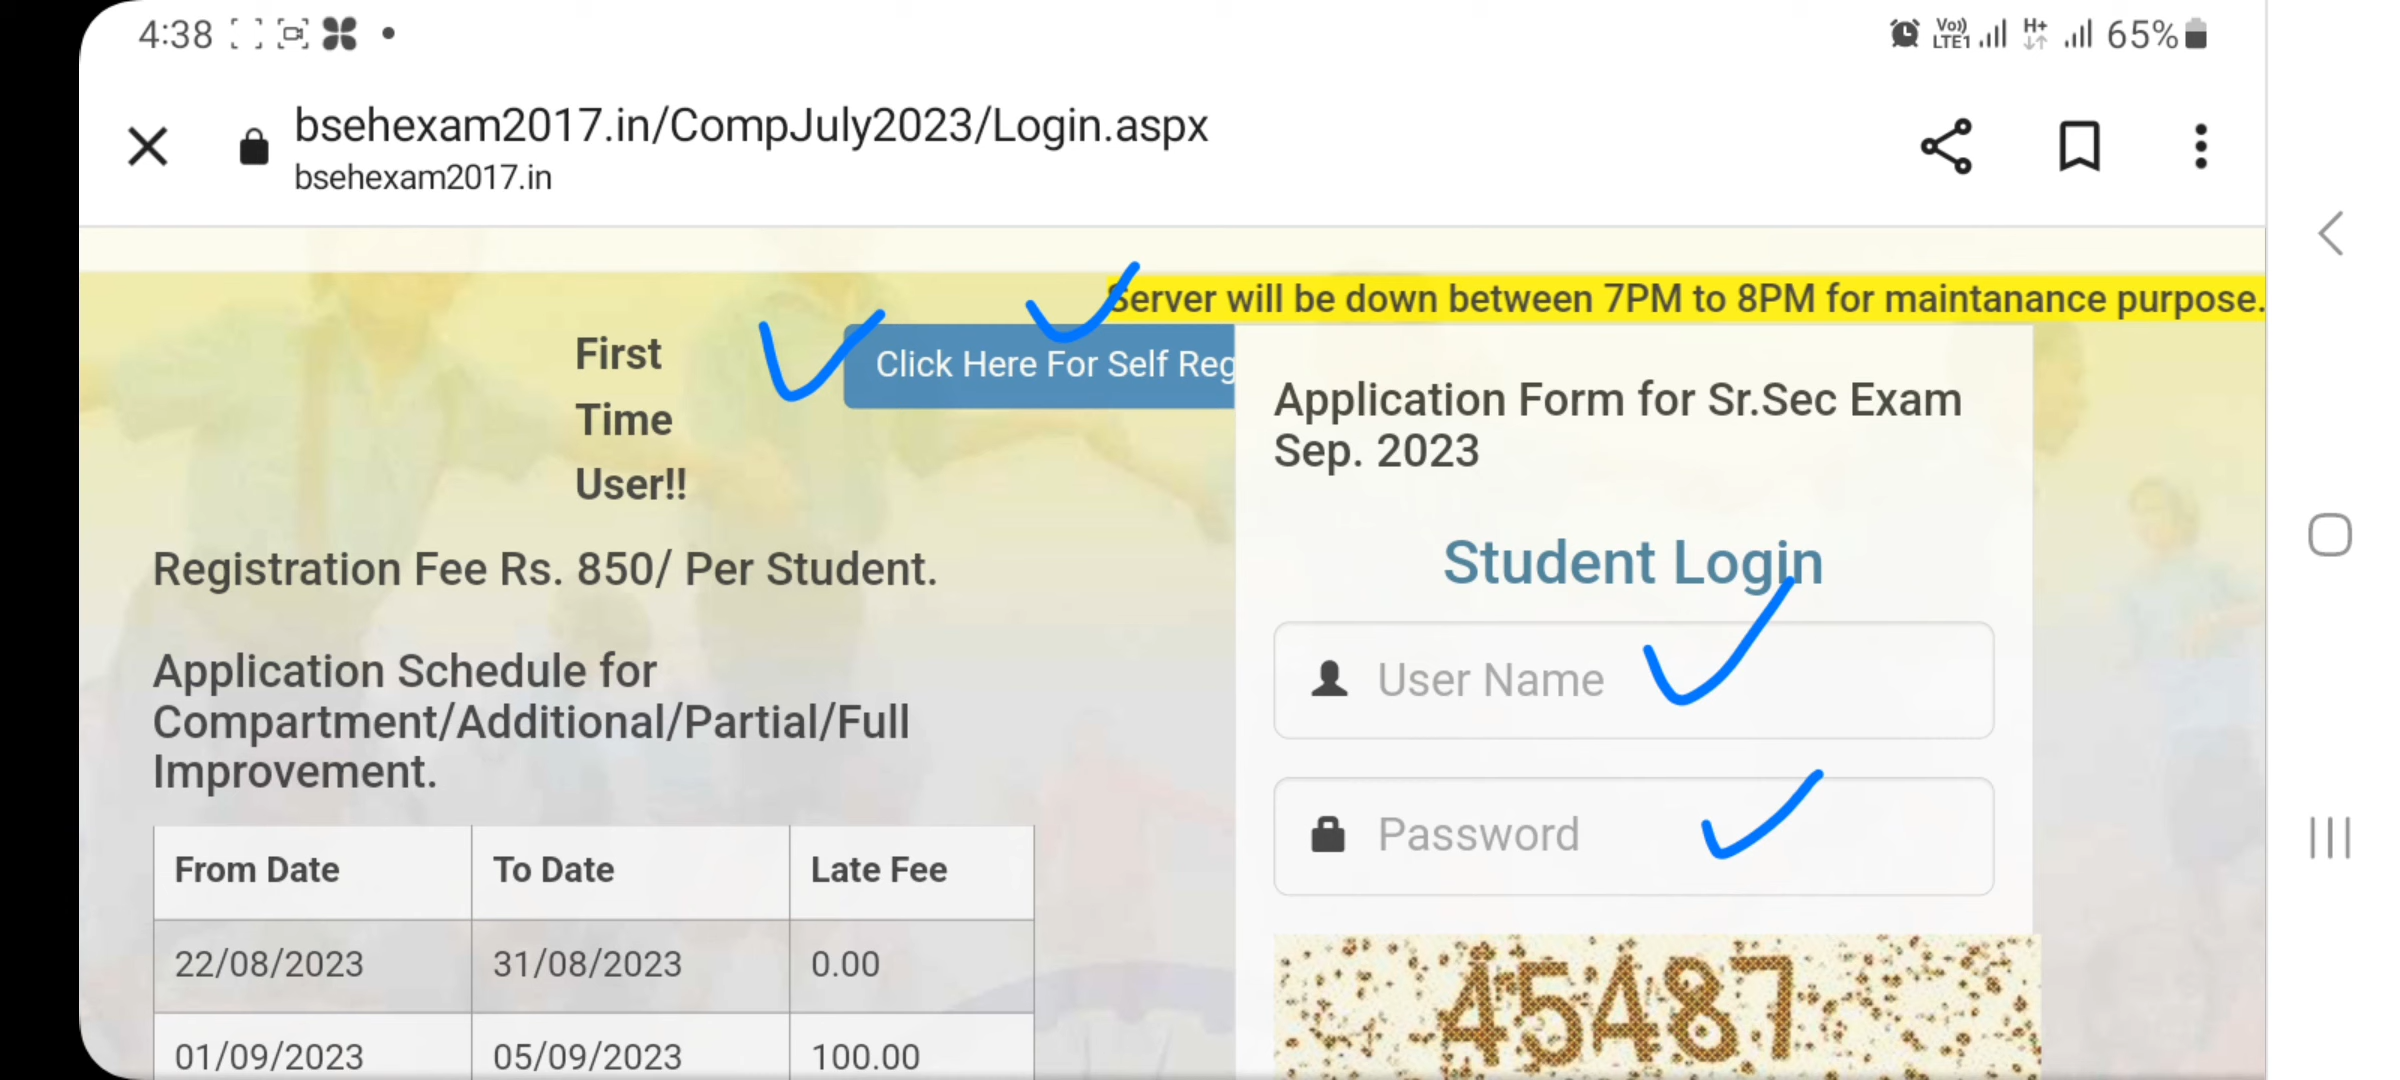 4:38
Vo)) LTE1 H+ 65%
bsehexam2017.in/CompJuly2023/Login.aspx
bsehexam2017.in
Server will be down between 7PM to 8PM for maintanance purpose.
First
Time
User!!
Click Here For Self Reg
Registration Fee Rs. 850/ Per Student.
Application Schedule for
Compartment/Additional/Partial/Full
Improvement.
From Date To Date Late Fee
22/08/2023 31/08/2023 0.00
01/09/2023 05/09/2023 100.00
Application Form for Sr.Sec Exam
Sep. 2023
Student Login
User Name
Password
45487